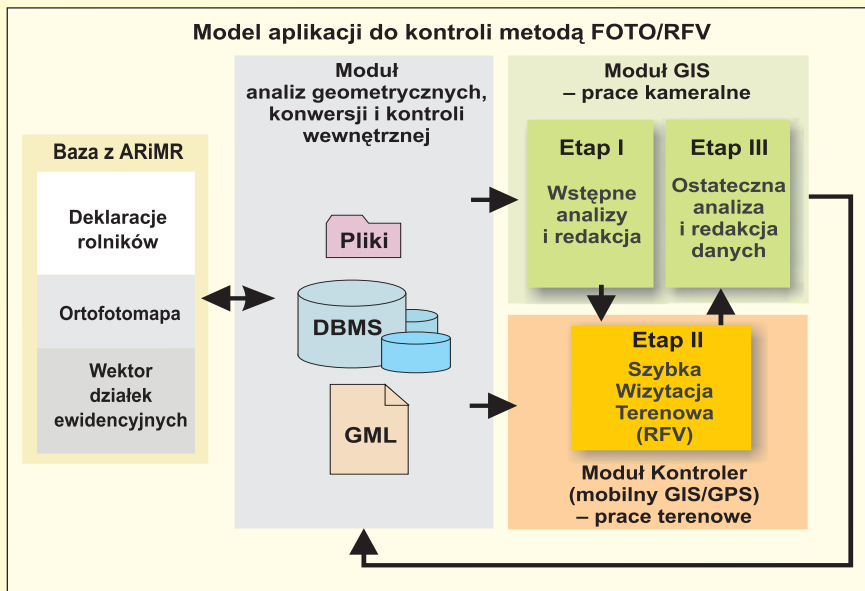 Model aplikacji do kontroli metodą FOTO/RFV
Baza z ARiMR
Deklaracje
rolników
Ortofotomapa
Wektor
działek
ewidencyjnych
Moduł
analiz geometrycznych,
konwersji i kontroli
wewnętrznej
Pliki
DBMS
GML
Moduł GIS
– prace kameralne
Etap I
Wstępne
analizy
i redakcja
Etap III
Ostateczna
analiza
i redakcja
danych
Etap II
Szybka
Wizytacja
Terenowa
(RFV)
Moduł Kontroler
(mobilny GIS/GPS)
– prace terenowe